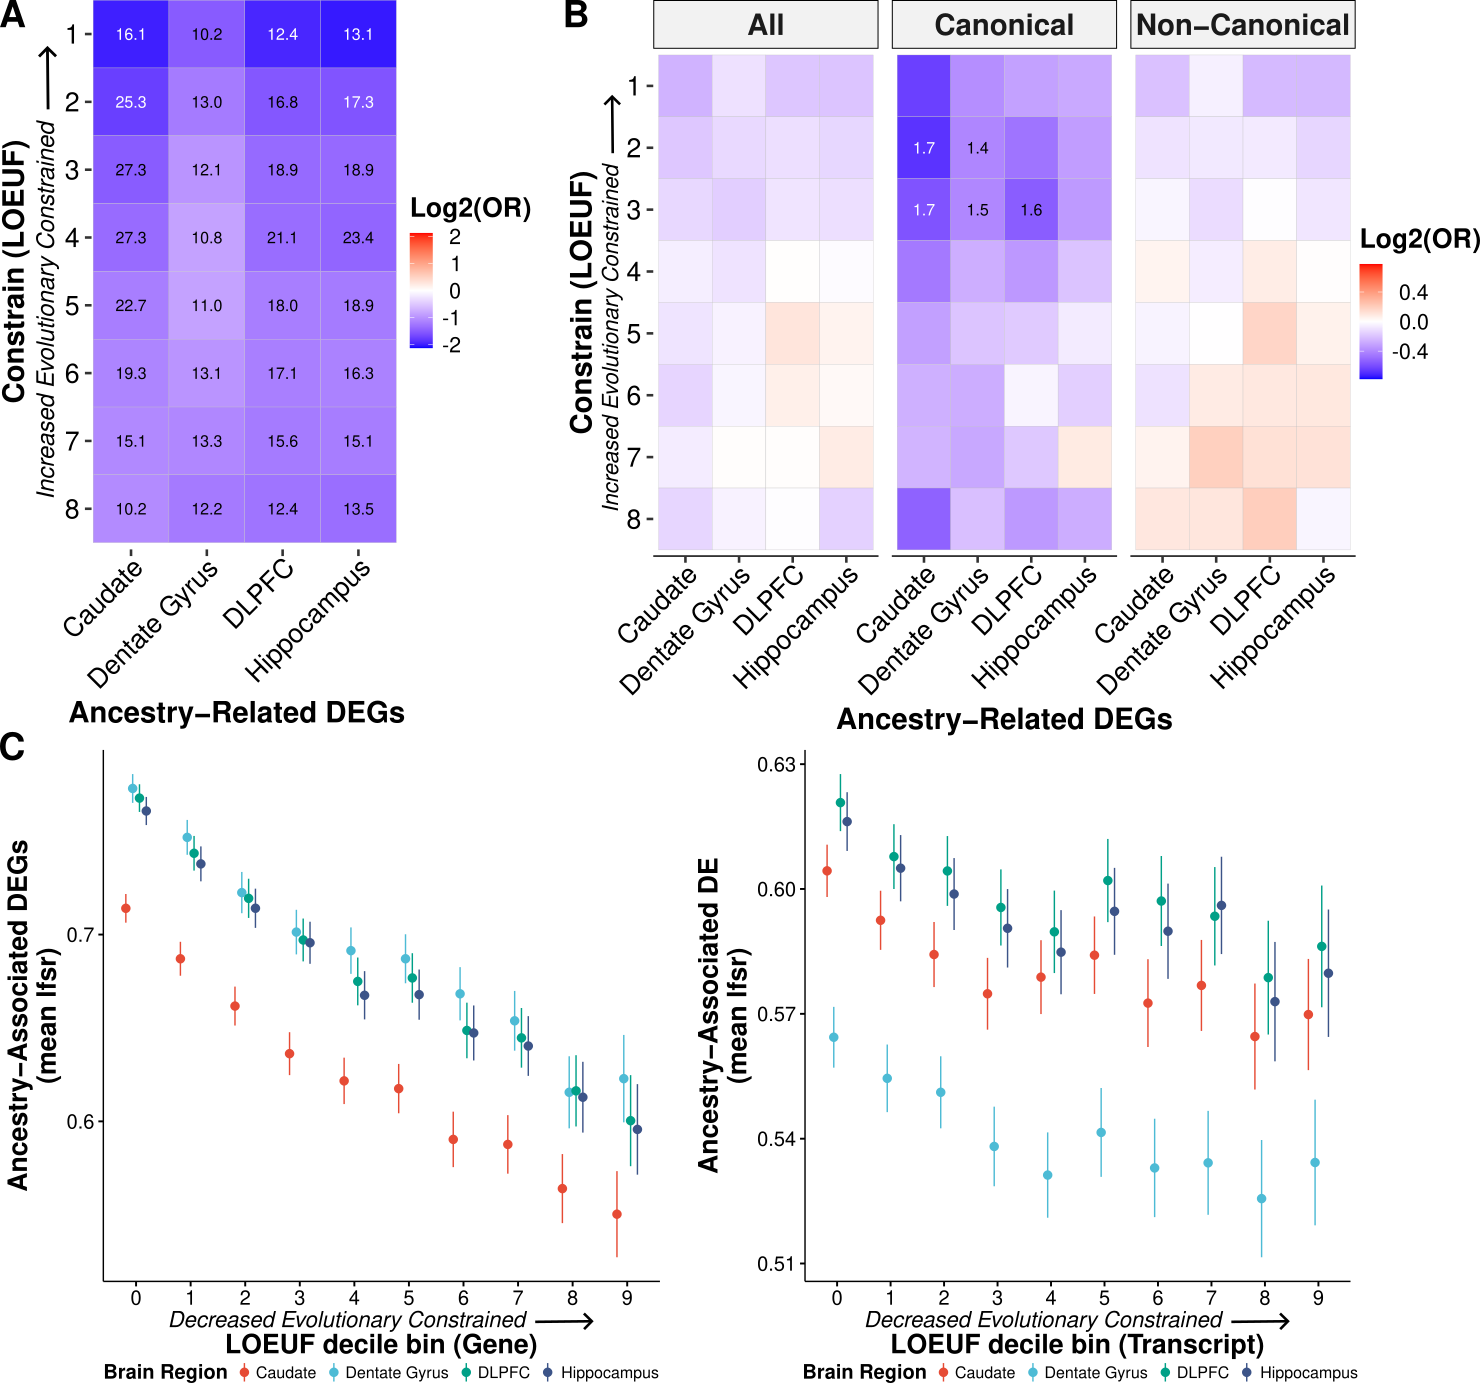 A
Constrain (LOEUF)
Increased Evolutionary Constrained
1 16.1 10.2 12.4 13.1
2 25.3 13.0 16.8 17.3
3 27.3 12.1 18.9 18.9
4 27.3 10.8 21.1 23.4
5 22.7 11.0 18.0 18.9
6 19.3 13.1 17.1 16.3
7 15.1 13.3 15.6 15.1
8 10.2 12.2 12.4 13.5
Caudate Dentate Gyrus DLPFC Hippocampus
Ancestry–Related DEGs
Log2(OR)
2
1
0
-1
-2
B
All Canonical Non–Canonical
Constrain (LOEUF)
Increased Evolutionary Constrained
1
2 1.7 1.4
3 1.7 1.5 1.6
4
5
6
7
8
Caudate Dentate Gyrus DLPFC Hippocampus Caudate Dentate Gyrus DLPFC Hippocampus Caudate Dentate Gyrus DLPFC Hippocampus
Ancestry–Related DEGs
Log2(OR)
0.4
0.0
-0.4
C
Ancestry–Associated DEGs
(mean lfsr)
0.7
0.6
0 1 2 3 4 5 6 7 8 9
Decreased Evolutionary Constrained
LOEUF decile bin (Gene)
Brain Region Caudate Dentate Gyrus DLPFC Hippocampus
Ancestry–Associated DE
(mean lfsr)
0.63
0.60
0.57
0.54
0.51
0 1 2 3 4 5 6 7 8 9
Decreased Evolutionary Constrained
LOEUF decile bin (Transcript)
Brain Region Caudate Dentate Gyrus DLPFC Hippocampus